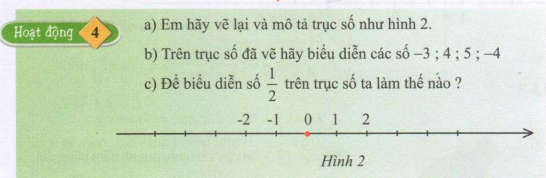 Hoạt động 4
a) Em hãy vẽ lại và mô tả trục số như hình 2.
b) Trên trục số đã vẽ hãy biểu diễn các số −3 ; 4 ; 5 ; −4
c) Để biểu diễn số 1/2 trên trục số ta làm thế nào ?
-2 -1 0 1 2
Hình 2